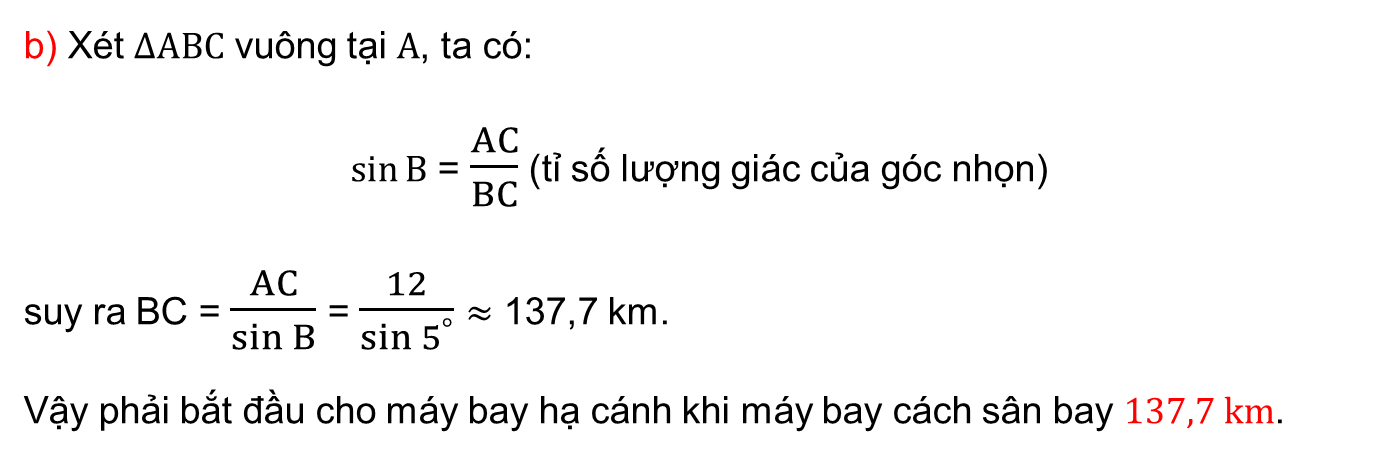 b) Xét ΔABC vuông tại A, ta có:
sin B = AC/BC (tỉ số lượng giác của góc nhọn)
suy ra BC = AC/sin B = 12/sin 5° ≈ 137,7 km.
Vậy phải bắt đầu cho máy bay hạ cánh khi máy bay cách sân bay 137,7 km.